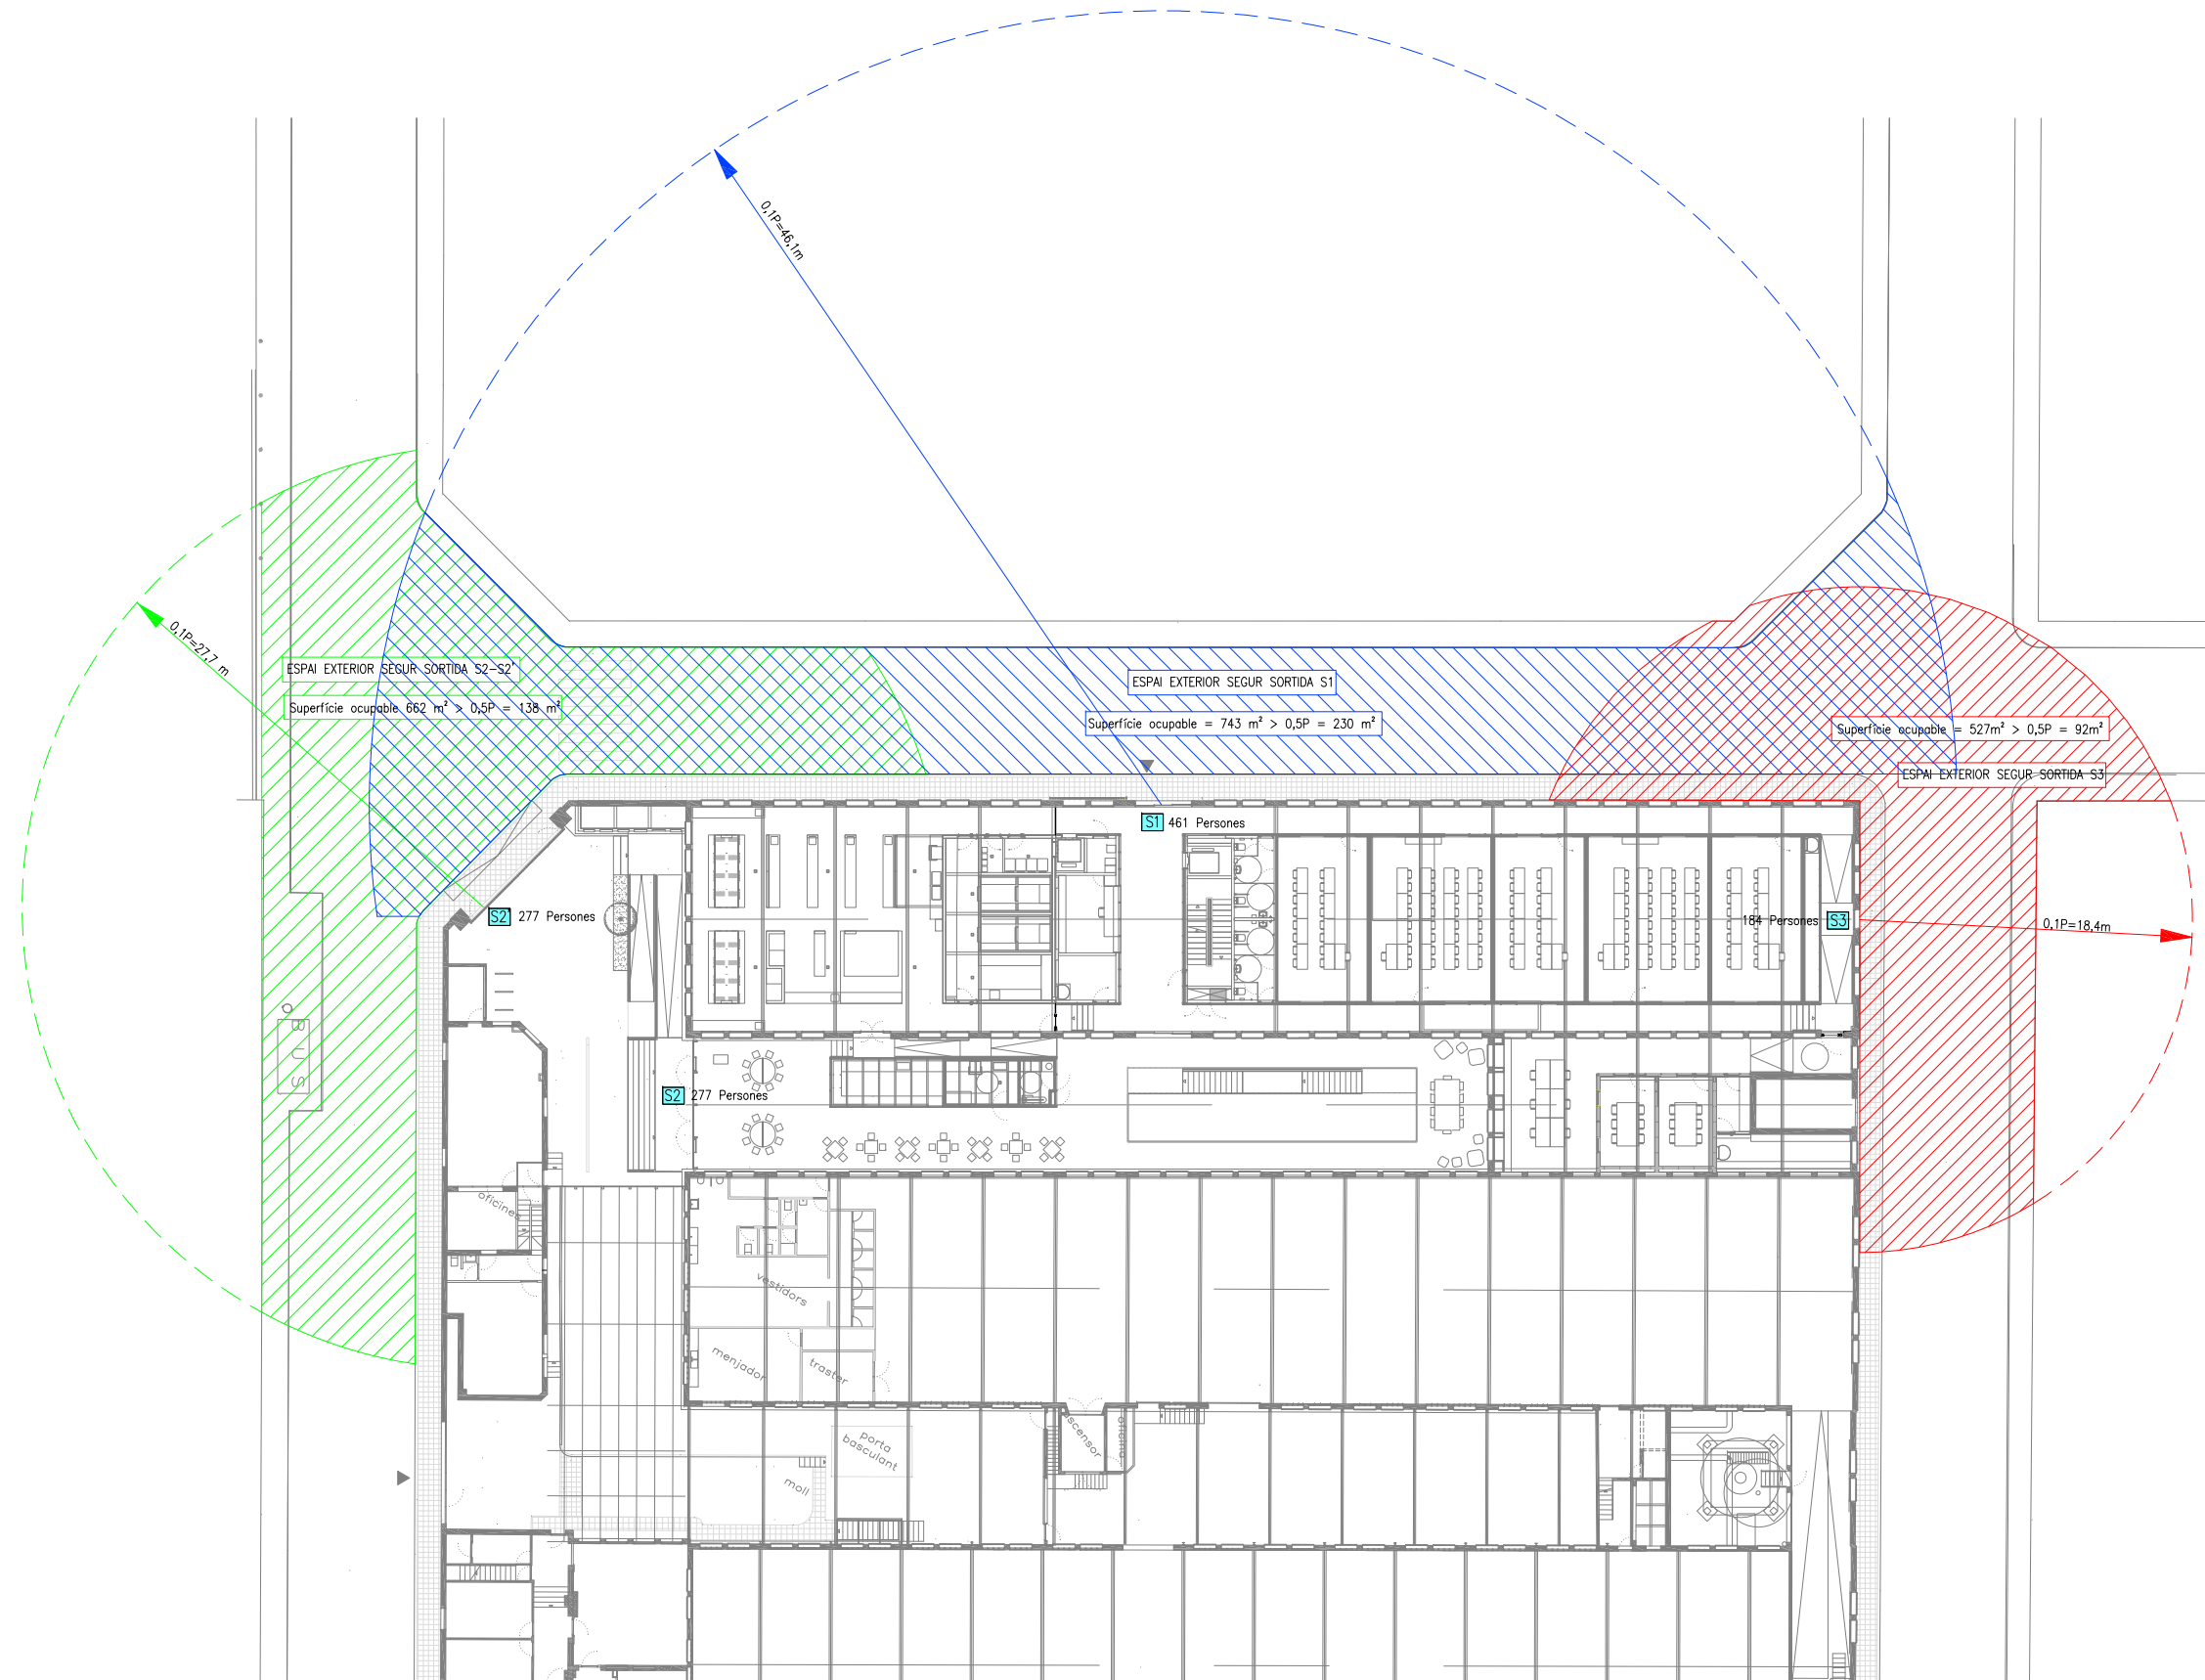 0,1P=46,1m
0,1P=27,7 m
ESPAI EXTERIOR SEGUR SORTIDA S2-S2'
Superfície ocupable 662 m² > 0,5P = 138 m²
ESPAI EXTERIOR SEGUR SORTIDA S1
Superfície ocupable = 743 m² > 0,5P = 230 m²
Superfície ocupable = 527m² > 0,5P = 92m²
ESPAI EXTERIOR SEGUR SORTIDA S3
S1 461 Persones
S2' 277 Persones
184 Persones S3
0,1P=18,4m
BUS
S2 277 Persones
oficines
vestidors
menjador
traster
porta
basculant
moll
ascensor